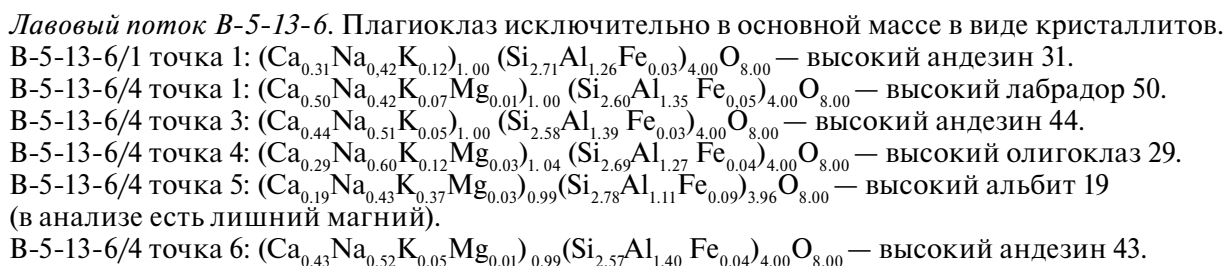 Лавовый поток В-5-13-6. Плагиоклаз исключительно в основной массе в виде кристаллитов.
В-5-13-6/1 точка 1: (Ca0.31Na0,42K0.12)1. 00 (Si2.71Al1.26Fe0.03)4.00O8.00 — высокий андезин 31.
В-5-13-6/4 точка 1: (Ca0.50Na0.42K0.07Mg0.01)1. 00 (Si2.60Al1.35 Fe0.05)4.00O8.00 — высокий лабрадор 50.
В-5-13-6/4 точка 3: (Ca0.44Na0.51K0.05)1. 00 (Si2.58Al1.39 Fe0.03)4.00O8.00 — высокий андезин 44.
В-5-13-6/4 точка 4: (Ca0.29Na0.60K0.12Mg0.03)1. 04 (Si2.69Al1.27 Fe0.04)4.00O8.00 — высокий олигоклаз 29.
В-5-13-6/4 точка 5: (Ca0.19Na0.43K0.37Mg0.03)0.99(Si2.78Al1.11Fe0.09)3.96O8.00 — высокий альбит 19
(в анализе есть лишний магний).
В-5-13-6/4 точка 6: (Ca0.43Na0.52K0.05Mg0.01) 0.99(Si2.57Al1.40 Fe0.04)4.00O8.00 — высокий андезин 43.